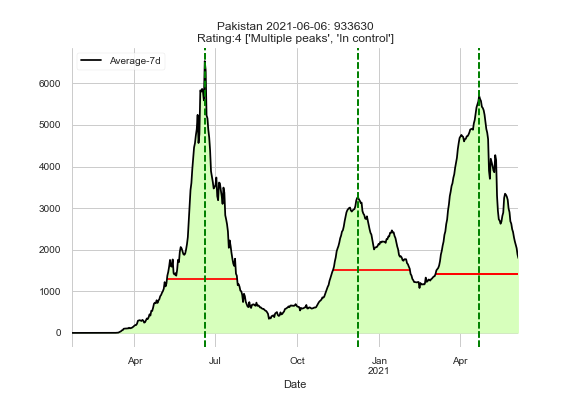 Pakistan 2021-06-06: 933630
Rating:4 ['Multiple peaks', 'In control']
Average-7d
6000
5000
4000
3000
2000
1000
0
Apr
Jul
Oct
Jan
2021
Apr
Date